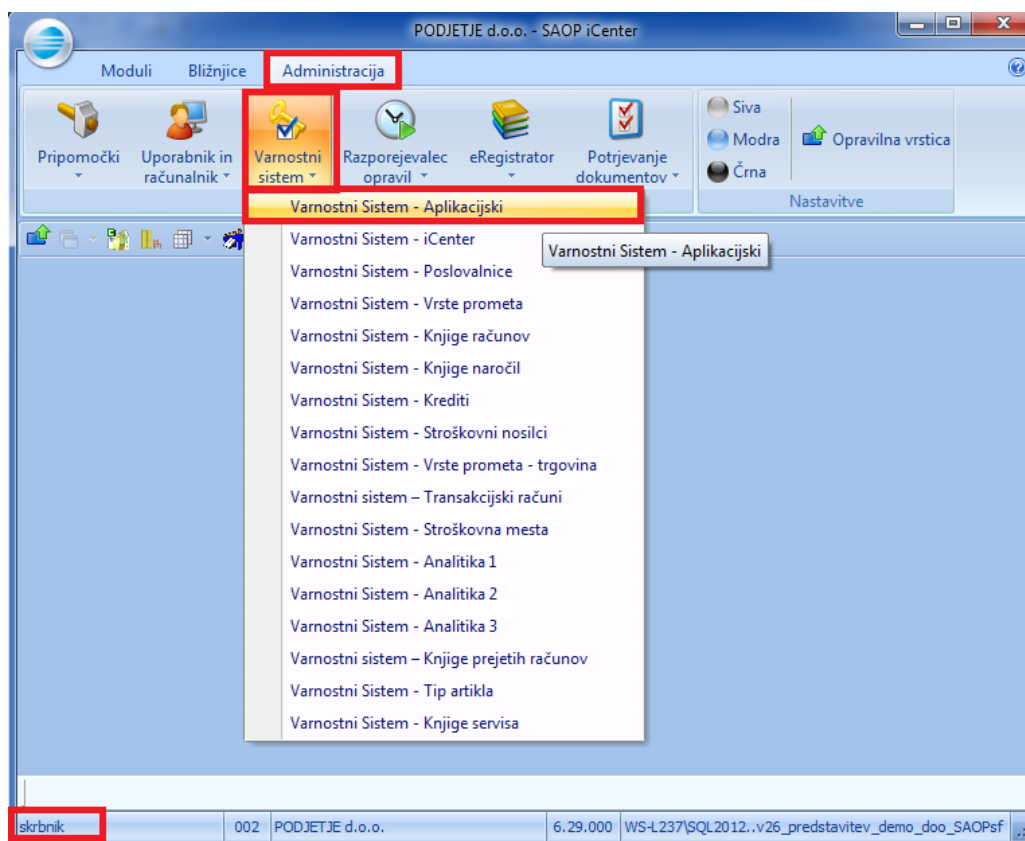 PODJETJE d.o.o. - SAOP iCenter
Moduli Bližnjice Administracija
Pripomočki
Uporabnik in računalnik
Varnostni sistem
Razporejevalec opravil
eRegistrator
Potrjevanje dokumentov
Siva
Modra
Črna
Opravilna vrstica
Nastavitve
Varnostni Sistem - Aplikacijski
Varnostni Sistem - iCenter
Varnostni Sistem - Aplikacijski
Varnostni Sistem - Poslovalnice
Varnostni Sistem - Vrste prometa
Varnostni Sistem - Knjige računov
Varnostni Sistem - Knjige naročil
Varnostni Sistem - Krediti
Varnostni Sistem - Stroškovni nosilci
Varnostni Sistem - Vrste prometa - trgovina
Varnostni sistem – Transakcijski računi
Varnostni Sistem - Stroškovna mesta
Varnostni Sistem - Analitika 1
Varnostni Sistem - Analitika 2
Varnostni Sistem - Analitika 3
Varnostni sistem – Knjige prejetih računov
Varnostni Sistem - Tip artikla
Varnostni Sistem - Knjige servisa
skrbnik 002 PODJETJE d.o.o. 6.29.000 WS-L237\SQL2012..v26_predstavitev_demo_doo_SAOPsf